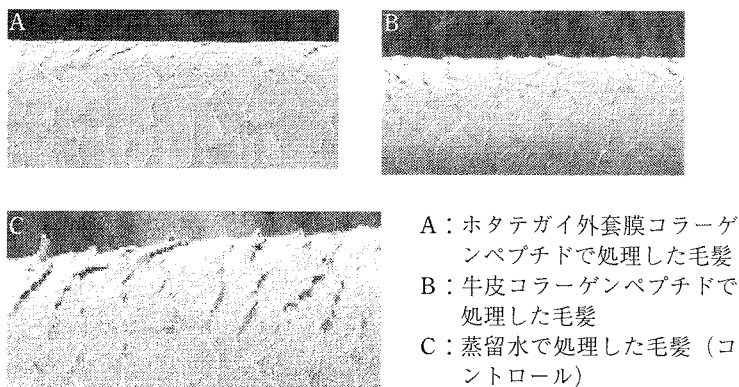 A
B
C
A：ホタテガイ外套膜コラーゲ
ンペプチドで処理した毛髪
B：牛皮コラーゲンペプチドで
処理した毛髪
C：蒸留水で処理した毛髪（コ
ントロール）